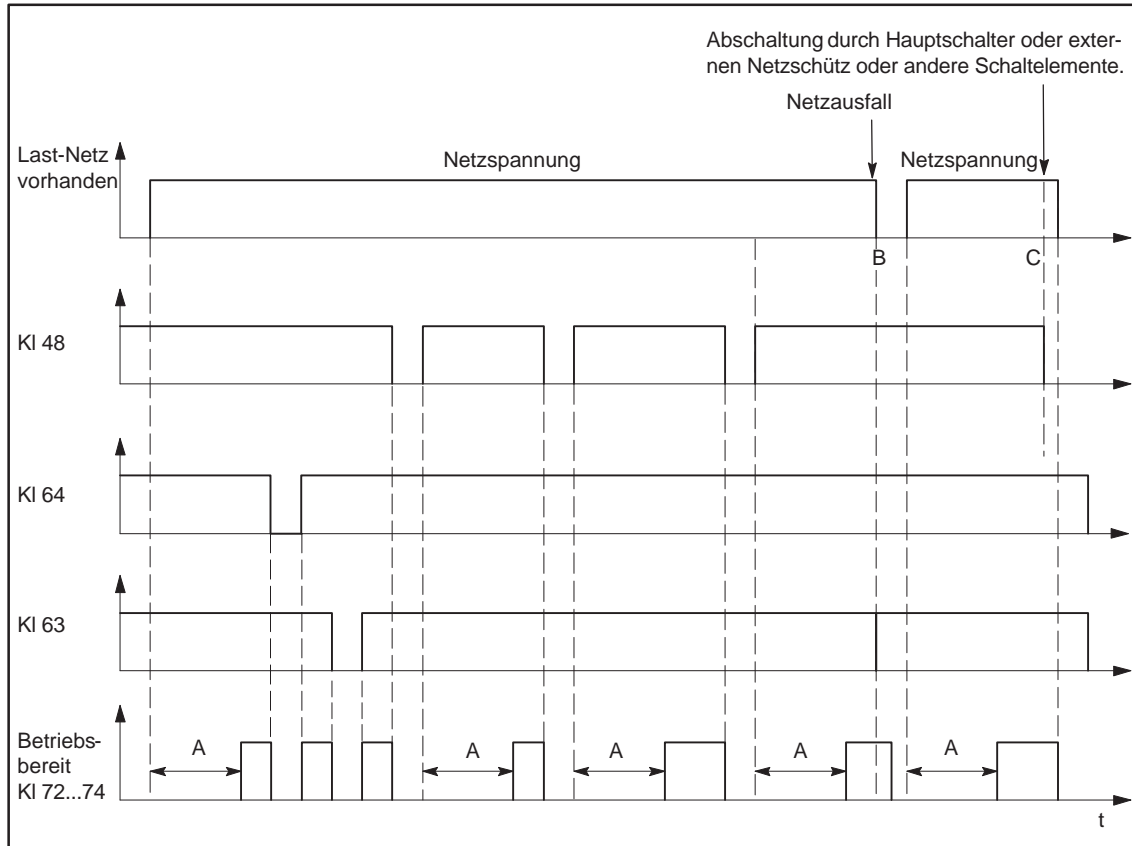 Abschaltung durch Hauptschalter oder exter-
nen Netzschütz oder andere Schaltelemente.
Netzausfall
Last-Netz
vorhanden
Netzspannung
Netzspannung
B
C
Kl 48
Kl 64
Kl 63
Betriebs-
bereit
Kl 72...74
A
A
A
A
A
t